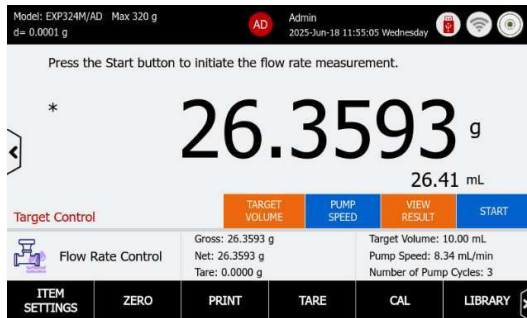 Model: EXP324M/AD Max 320 g
d= 0.0001 g
AD
Admin
2025-Jun-18 11:55:05 Wednesday
Press the Start button to initiate the flow rate measurement.
*
26.3593 g
26.41 mL
Target Control
TARGET VOLUME
PUMP SPEED
VIEW RESULT
START
Flow Rate Control
Gross: 26.3593 g
Net: 26.3593 g
Tare: 0.0000 g
Target Volume: 10.00 mL
Pump Speed: 8.34 mL/min
Number of Pump Cycles: 3
ITEM SETTINGS
ZERO
PRINT
TARE
CAL
LIBRARY